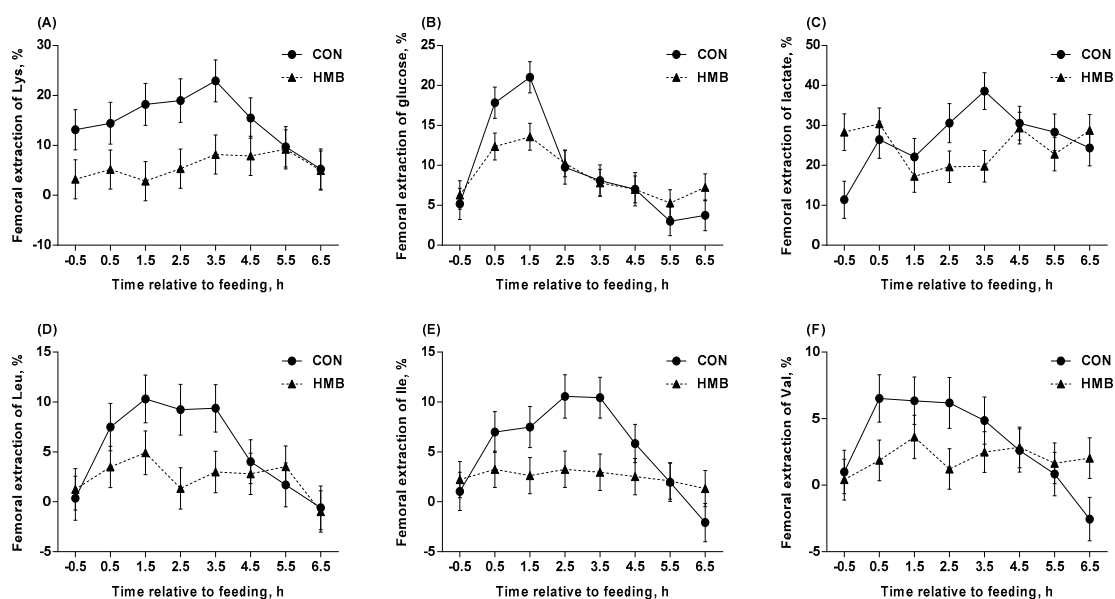 (A)
Femoral extraction of Lys, %
30
20
10
0
-10
CON
HMB
-0.5 0.5 1.5 2.5 3.5 4.5 5.5 6.5
Time relative to feeding, h
(B)
Femoral extraction of glucose, %
25
20
15
10
5
0
CON
HMB
-0.5 0.5 1.5 2.5 3.5 4.5 5.5 6.5
Time relative to feeding, h
(C)
Femoral extraction of lactate, %
50
40
30
20
10
0
CON
HMB
-0.5 0.5 1.5 2.5 3.5 4.5 5.5 6.5
Time relative to feeding, h
(D)
Femoral extraction of Leu, %
15
10
5
0
-5
CON
HMB
-0.5 0.5 1.5 2.5 3.5 4.5 5.5 6.5
Time relative to feeding, h
(E)
Femoral extraction of Ile, %
15
10
5
0
-5
CON
HMB
-0.5 0.5 1.5 2.5 3.5 4.5 5.5 6.5
Time relative to feeding, h
(F)
Femoral extraction of Val, %
10
5
0
-5
CON
HMB
-0.5 0.5 1.5 2.5 3.5 4.5 5.5 6.5
Time relative to feeding, h